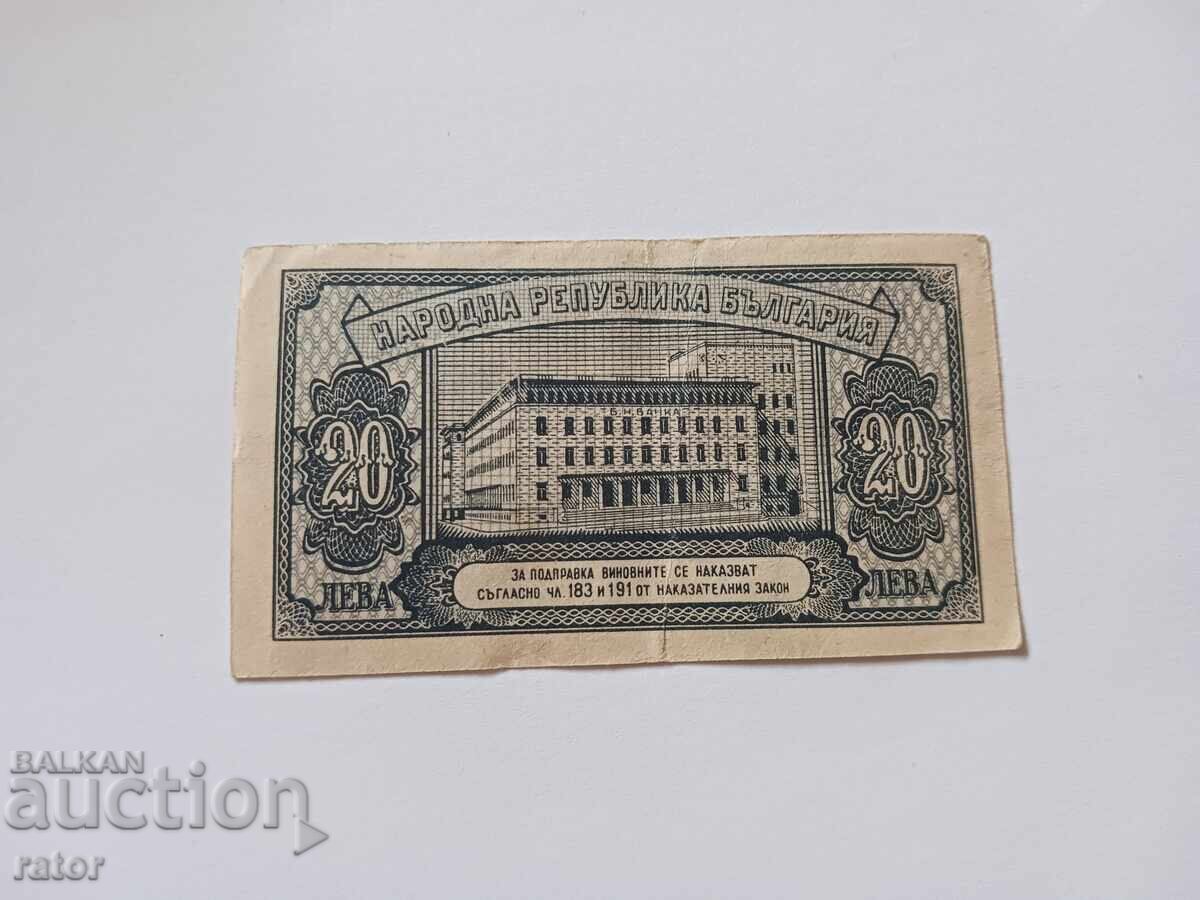 НАРОДНА РЕПУБЛИКА БЪЛГАРИЯ
Б.Н.БАНКА
20
20
ЛЕВА
ЛЕВА
ЗА ПОДПРАВКА ВИНОВНИТЕ СЕ НАКАЗВАТ
СЪГЛАСНО ЧЛ. 183 И 191 ОТ НАКАЗАТЕЛНИЯ ЗАКОН
BALKAN
auction
rator